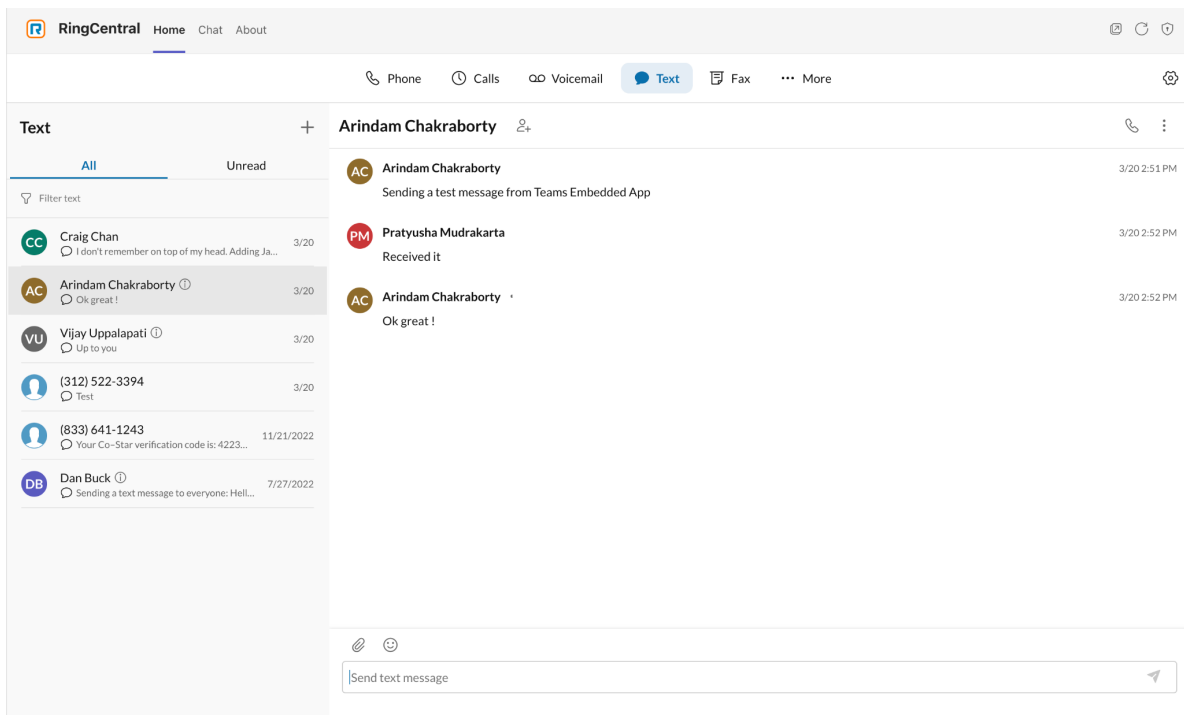 RingCentral Home Chat About
Phone Calls Voicemail Text Fax More
Text
All Unread
Filter text
CC Craig Chan 3/20
I don't remember on top of my head. Adding Ja...
AC Arindam Chakraborty 3/20
Ok great !
VU Vijay Uppalapati 3/20
Up to you
(312) 522-3394 3/20
Test
(833) 641-1243 11/21/2022
Your Co–Star verification code is: 4223...
DB Dan Buck 7/27/2022
Sending a text message to everyone: Hell...
Arindam Chakraborty
AC Arindam Chakraborty 3/20 2:51 PM
Sending a test message from Teams Embedded App
PM Pratyusha Mudrakarta 3/20 2:52 PM
Received it
AC Arindam Chakraborty 3/20 2:52 PM
Ok great !
Send text message